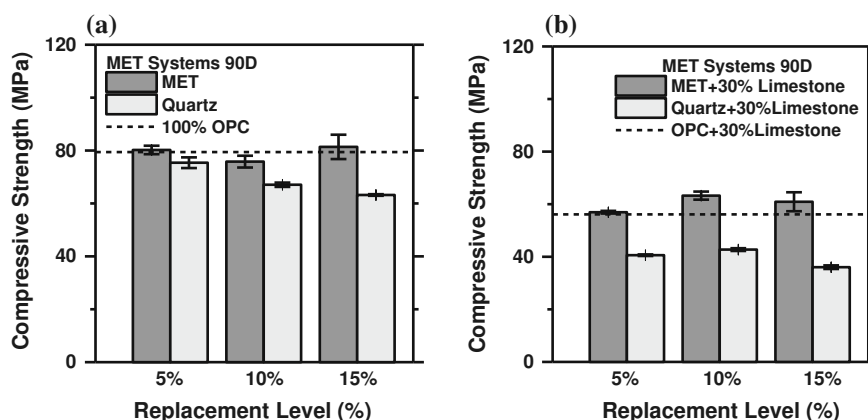 (a)
120
80
40
0
Compressive Strength (MPa)
MET Systems 90D
MET
Quartz
100% OPC
5% 10% 15%
Replacement Level (%)
(b)
120
80
40
0
Compressive Strength (MPa)
MET Systems 90D
MET+30% Limestone
Quartz+30%Limestone
OPC+30%Limestone
5% 10% 15%
Replacement Level (%)